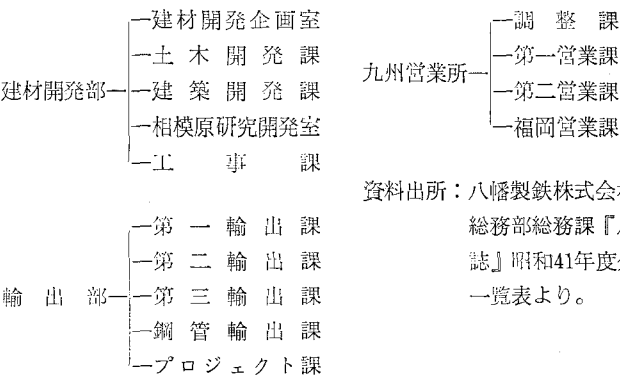 建材開発企画室
土木開発課
建材開発部
建築開発課
相模原研究開発室
工事課
第一輸出課
第二輸出課
輸出部
第三輸出課
鋼管輸出課
プロジェクト課
調整課
第一営業課
九州営業所
第二営業課
福岡営業課
資料出所:八幡製鉄株式会
総務部総務課『
誌』昭和41年度
一覧表より。